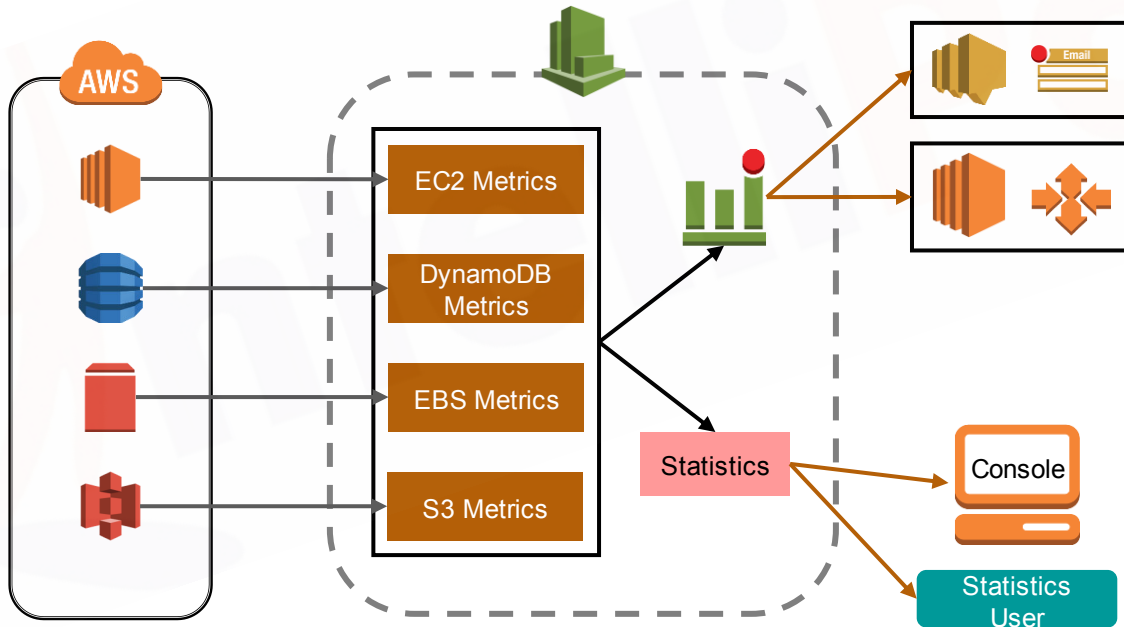 AWS
Email
EC2 Metrics
DynamoDB
Metrics
EBS Metrics
Statistics
Console
S3 Metrics
Statistics
User